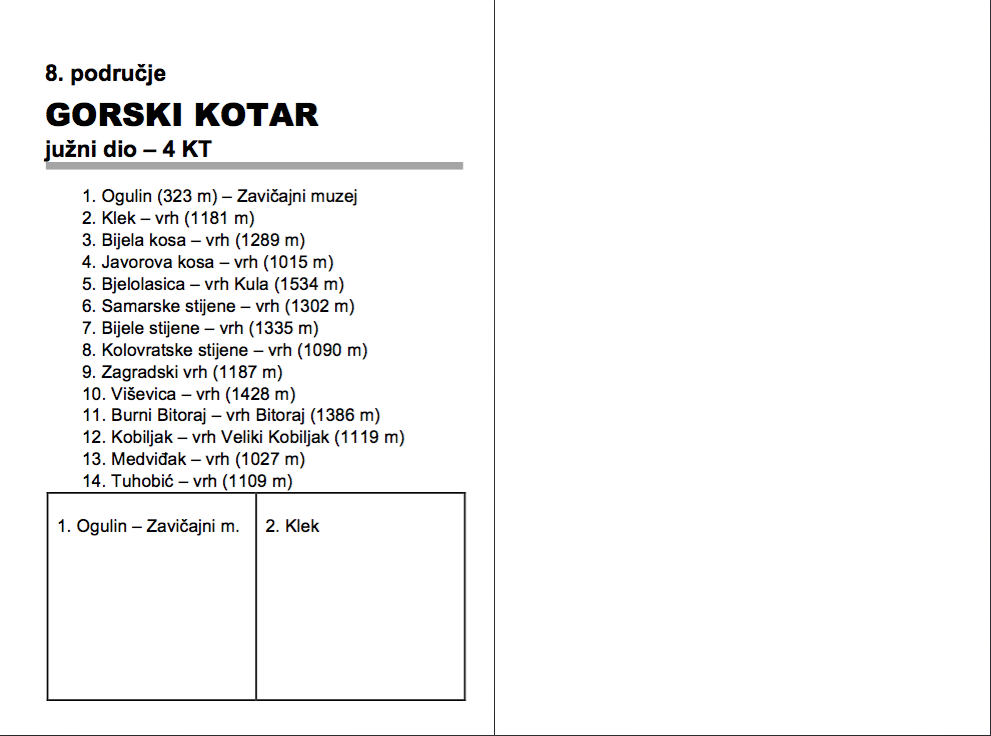 8. područje
GORSKI KOTAR
južni dio – 4 KT
1. Ogulin (323 m) – Zavičajni muzej
2. Klek – vrh (1181 m)
3. Bijela kosa – vrh (1289 m)
4. Javorova kosa – vrh (1015 m)
5. Bjelolasica – vrh Kula (1534 m)
6. Samarske stijene – vrh (1302 m)
7. Bijele stijene – vrh (1335 m)
8. Kolovratske stijene – vrh (1090 m)
9. Zagradski vrh (1187 m)
10. Viševica – vrh (1428 m)
11. Burni Bitoraj – vrh Bitoraj (1386 m)
12. Kobiljak – vrh Veliki Kobiljak (1119 m)
13. Medviđak – vrh (1027 m)
14. Tuhobić – vrh (1109 m)
1. Ogulin – Zavičajni m.
2. Klek